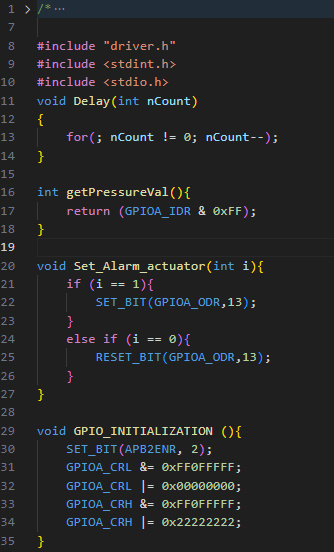 1 > /* ...
7
8 #include "driver.h"
9 #include <stdint.h>
10 #include <stdio.h>
11 void Delay(int nCount)
12 {
13     for(; nCount != 0; nCount--);
14 }
15
16 int getPressureVal(){
17     return (GPIOA_IDR & 0xFF);
18 }
19
20 void Set_Alarm_actuator(int i){
21     if (i == 1){
22         SET_BIT(GPIOA_ODR,13);
23     }
24     else if (i == 0){
25         RESET_BIT(GPIOA_ODR,13);
26     }
27 }
28
29 void GPIO_INITIALIZATION (){
30     SET_BIT(APB2ENR, 2);
31     GPIOA_CRL &= 0xFF0FFFFF;
32     GPIOA_CRL |= 0x00000000;
33     GPIOA_CRH &= 0xFF0FFFFF;
34     GPIOA_CRH |= 0x22222222;
35 }